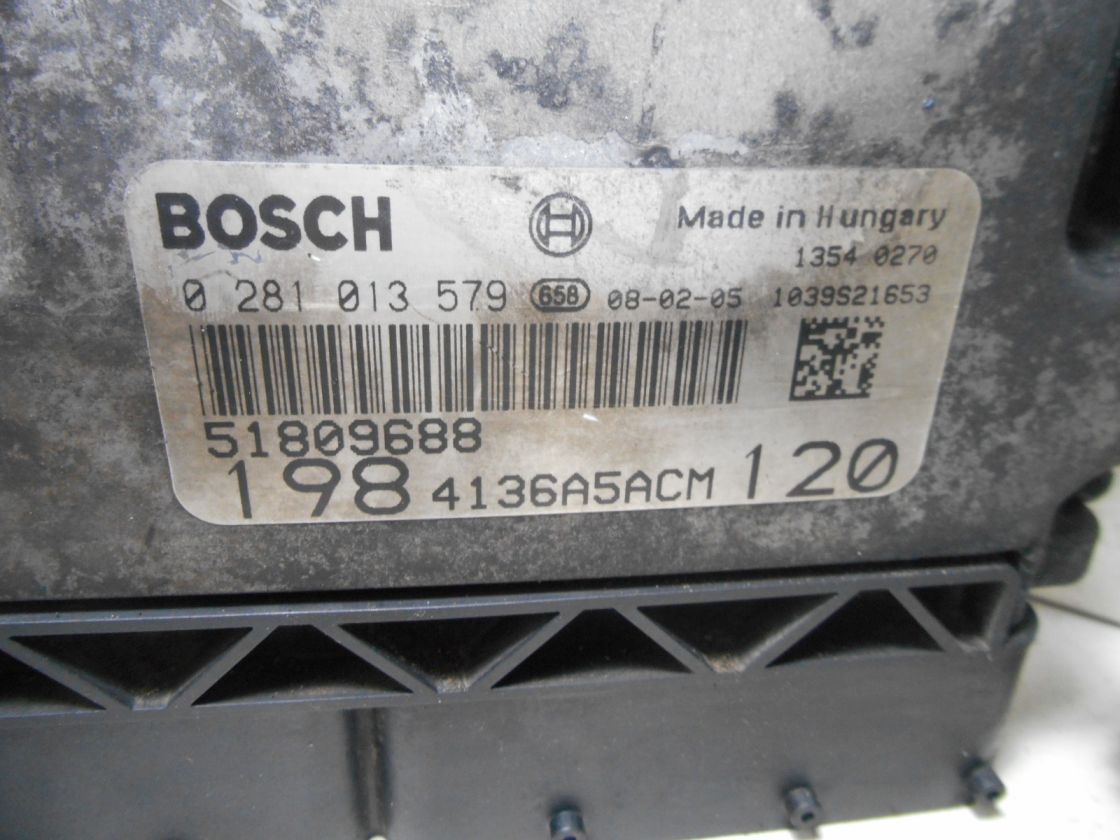 BOSCH
Made in Hungary
1354 0270
0 281 013 579 658 08-02-05 1039S21653
51809688
198 4136A5ACM 120